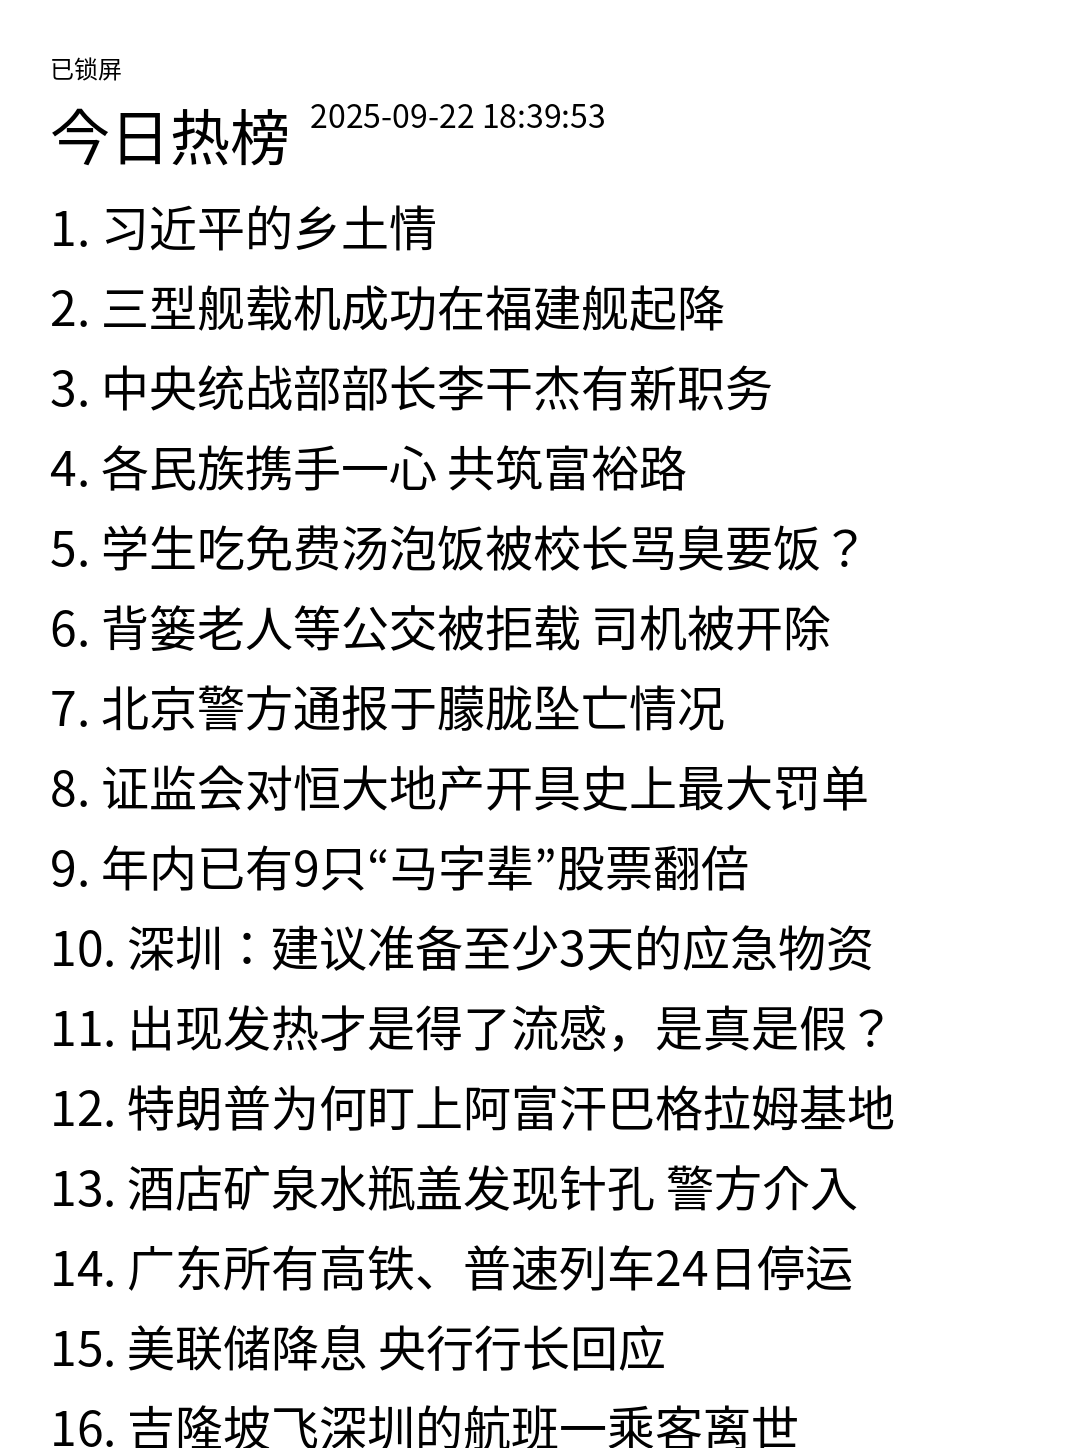 已锁屏
今日热榜 2025-09-22 18:39:53
1. 习近平的乡土情
2. 三型舰载机成功在福建舰起降
3. 中央统战部部长李干杰有新职务
4. 各民族携手一心 共筑富裕路
5. 学生吃免费汤泡饭被校长骂臭要饭？
6. 背篓老人等公交被拒载 司机被开除
7. 北京警方通报于朦胧坠亡情况
8. 证监会对恒大地产开具史上最大罚单
9. 年内已有9只“马字辈”股票翻倍
10. 深圳：建议准备至少3天的应急物资
11. 出现发热才是得了流感，是真是假？
12. 特朗普为何盯上阿富汗巴格拉姆基地
13. 酒店矿泉水瓶盖发现针孔 警方介入
14. 广东所有高铁、普速列车24日停运
15. 美联储降息 央行行长回应
16. 吉隆坡飞深圳的航班一乘客离世